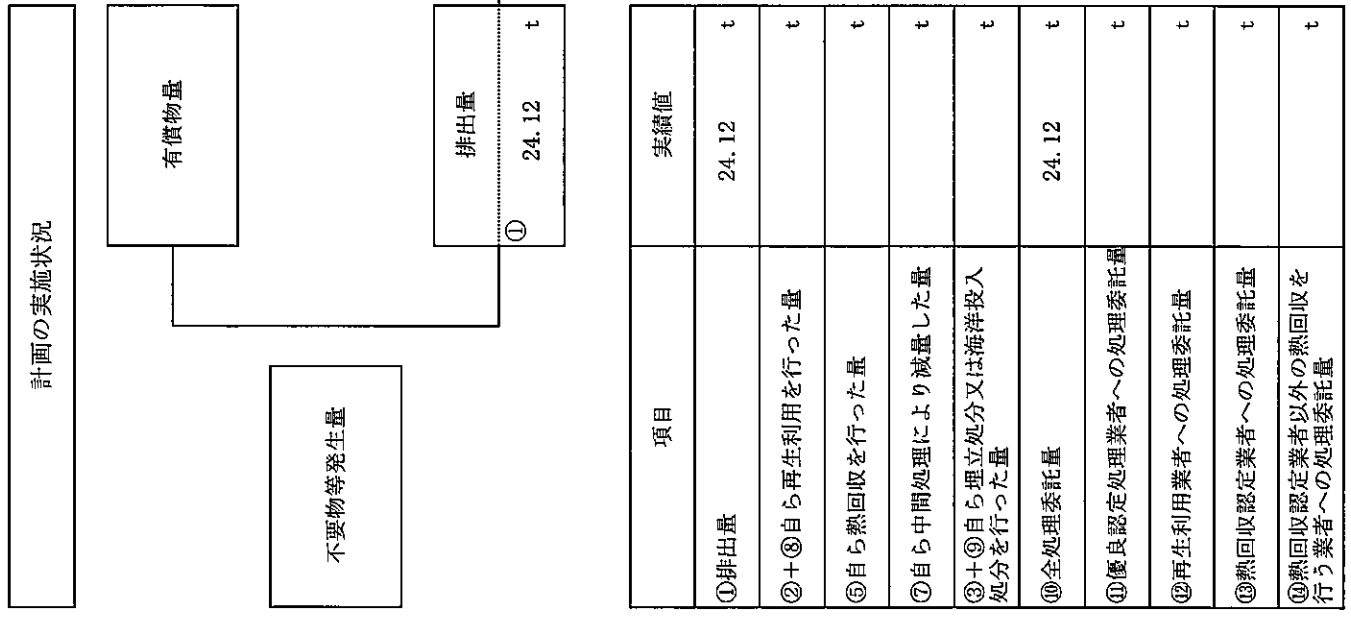 計画の実施状況
不要物等発生量
有償物量
排出量
① 24.12 t
項目 実績値
①排出量 24.12 t
②+⑧自ら再生利用を行った量 t
⑤自ら熱回収を行った量 t
⑦自ら中間処理により減量した量 t
③+⑨自ら埋立処分又は海洋投入
処分を行った量 t
⑩全処理委託量 24.12 t
⑪優良認定処理業者への処理委託量 t
⑫再生利用業者への処理委託量 t
⑬熱回収認定業者への処理委託量 t
⑭熱回収認定業者以外の熱回収を
行う業者への処理委託量 t